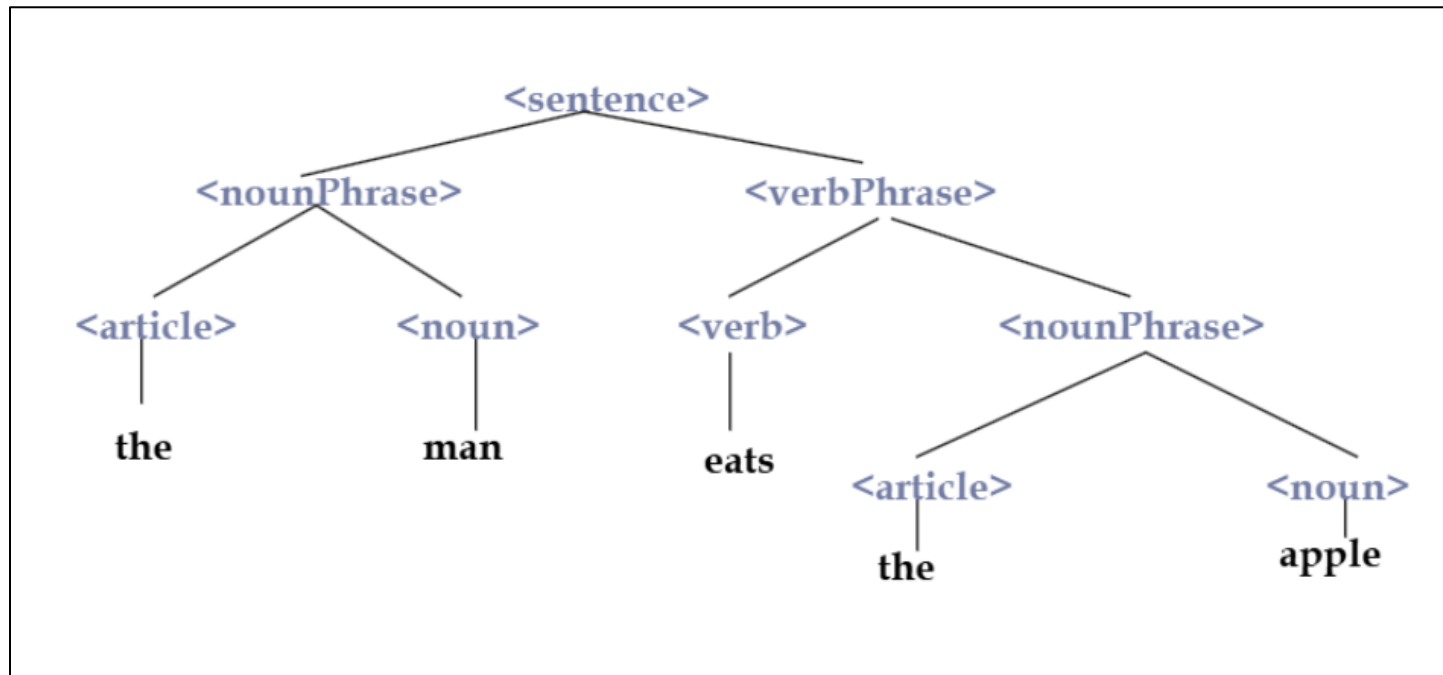 <sentence>
<nounPhrase> <verbPhrase>
<article> <noun> <verb> <nounPhrase>
the man eats
<article> <noun>
the apple